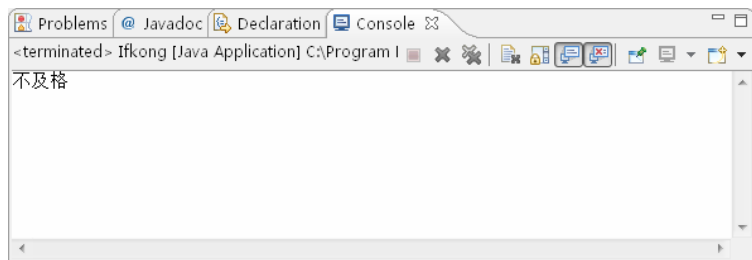 Problems @ Javadoc Declaration Console
<terminated> Ifkong [Java Application] C:\Program
不及格